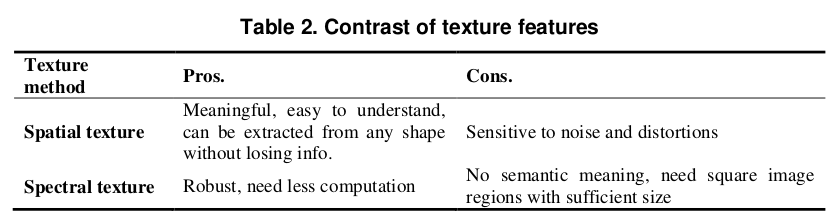 Table 2. Contrast of texture features
Texture method
Pros.
Cons.
Spatial texture
Meaningful, easy to understand,
can be extracted from any shape
without losing info.
Sensitive to noise and distortions
Spectral texture
Robust, need less computation
No semantic meaning, need square image
regions with sufficient size